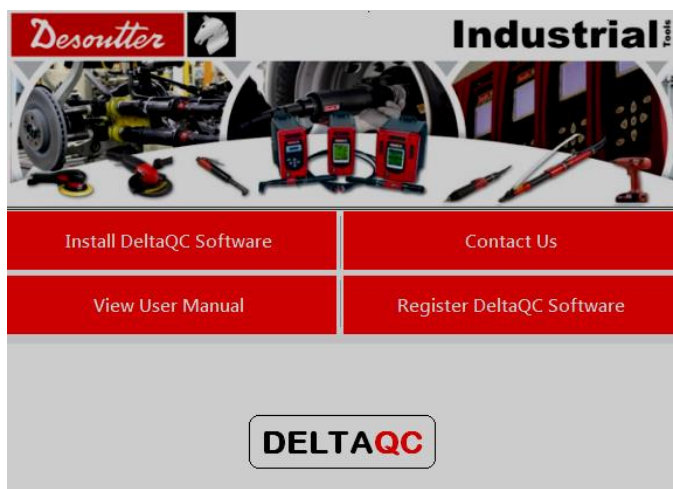 Desoutter
Industrial Tools
Install DeltaQC Software
Contact Us
View User Manual
Register DeltaQC Software
DELTAQC